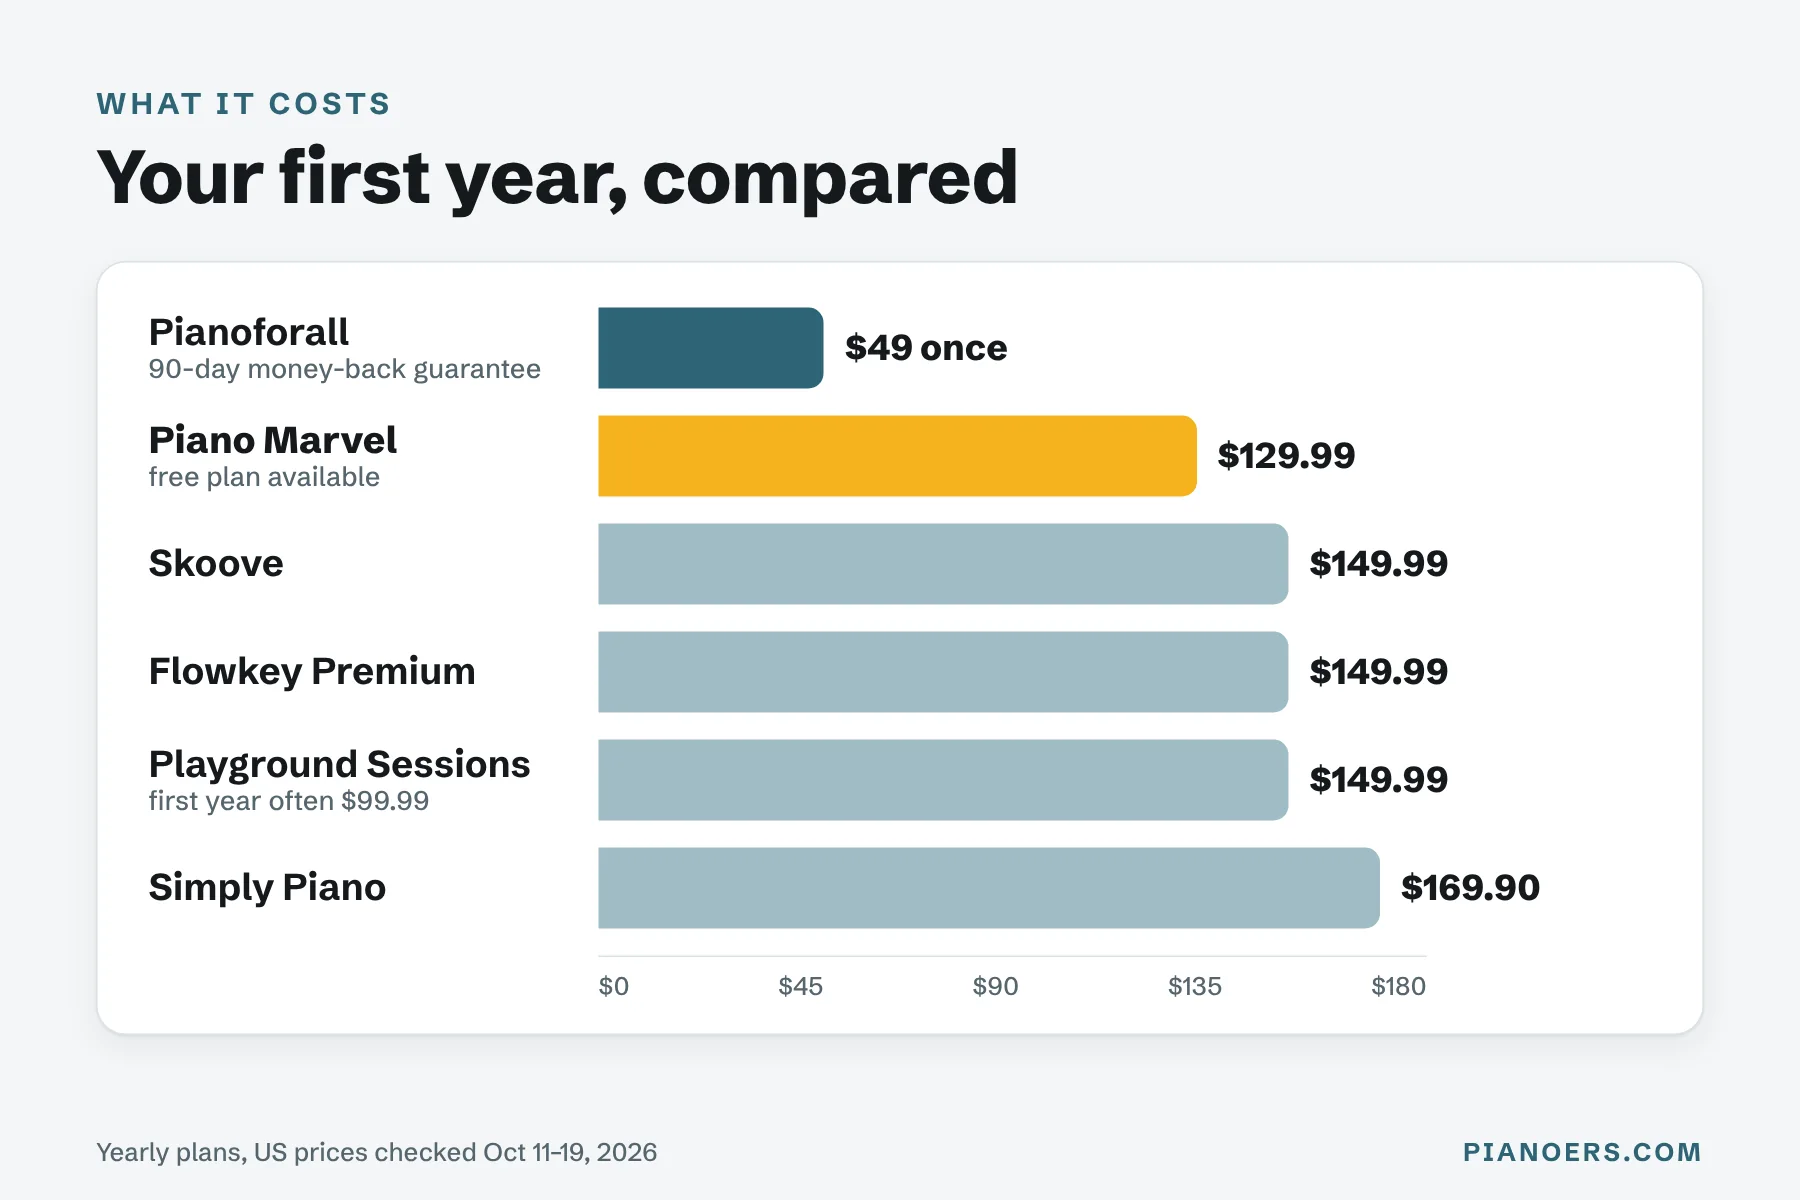 WHAT IT COSTS
Your first year, compared
Pianoforall
90-day money-back guarantee
$49 once
Piano Marvel
free plan available
$129.99
Skoove
$149.99
Flowkey Premium
$149.99
Playground Sessions
first year often $99.99
$149.99
Simply Piano
$169.90
$0 $45 $90 $135 $180
Yearly plans, US prices checked Oct 11–19, 2026
PIANOERS.COM